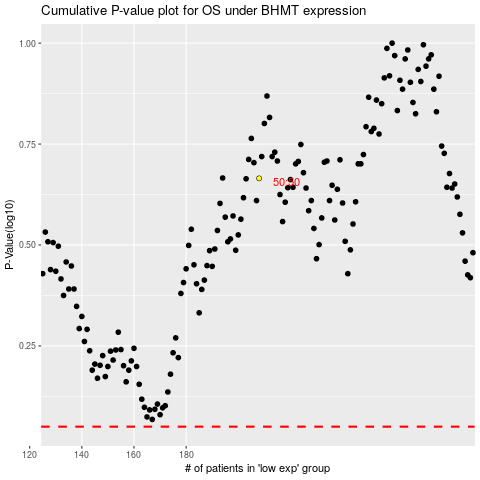 Cumulative P-value plot for OS under BHMT expression
P-Value(log10)
1.00
0.75
0.50
0.25
50:50
120 140 160 180
# of patients in 'low exp' group